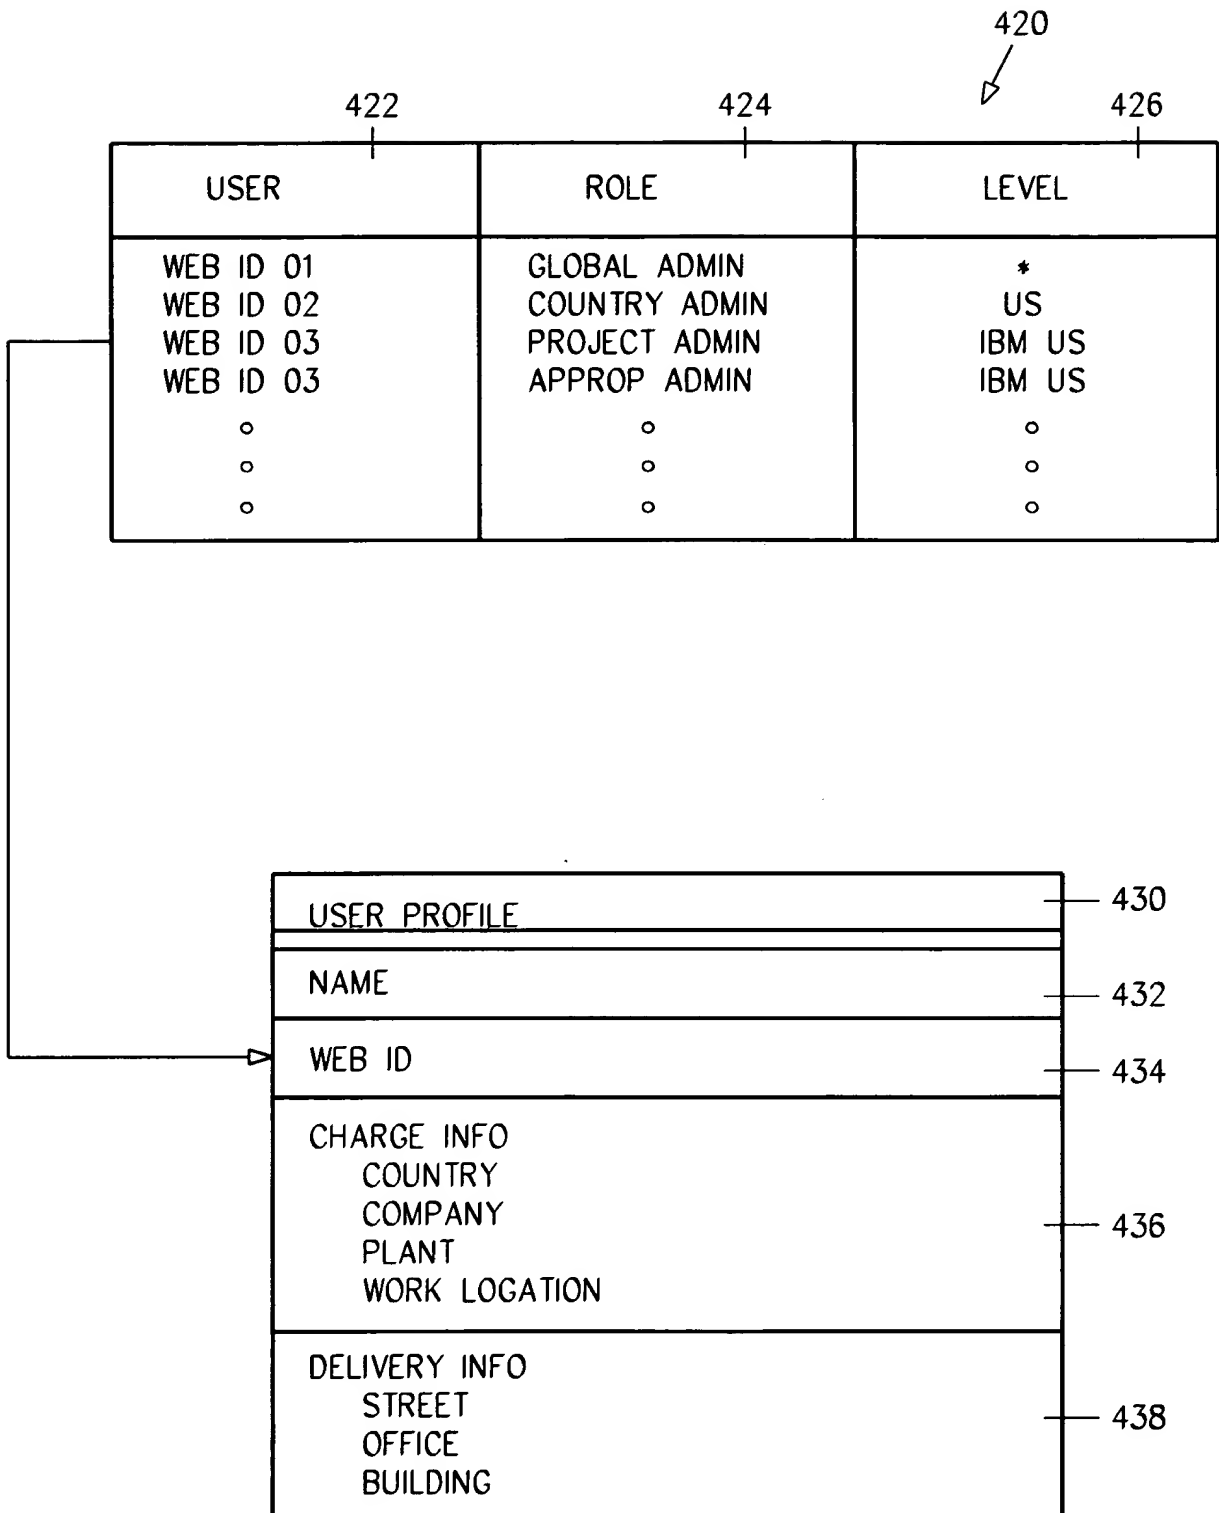 420
422 424 426
USER ROLE LEVEL
WEB ID 01 GLOBAL ADMIN *
WEB ID 02 COUNTRY ADMIN US
WEB ID 03 PROJECT ADMIN IBM US
WEB ID 03 APPROP ADMIN IBM US
USER PROFILE 430
NAME 432
WEB ID 434
CHARGE INFO
COUNTRY
COMPANY 436
PLANT
WORK LOGATION
DELIVERY INFO
STREET 438
OFFICE
BUILDING